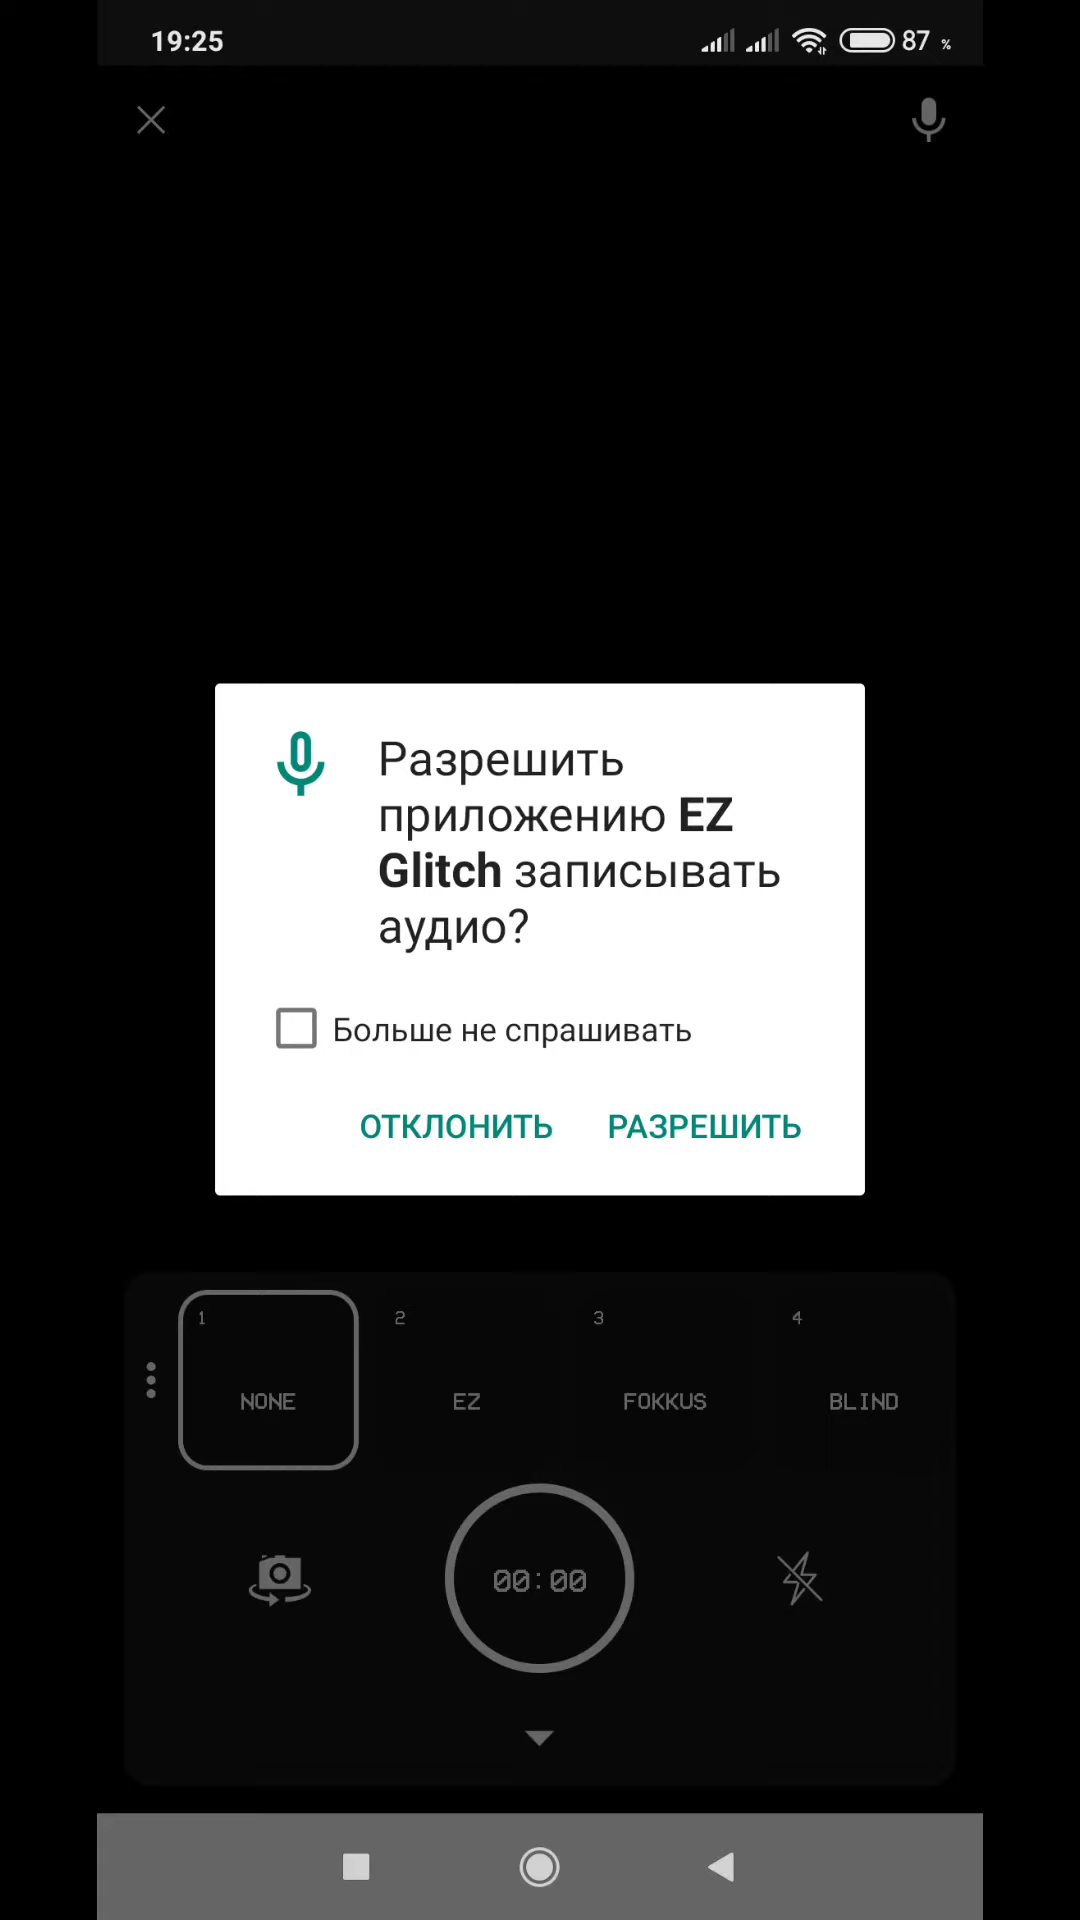 19:25
87 %
Разрешить
приложению EZ
Glitch записывать
аудио?
Больше не спрашивать
ОТКЛОНИТЬ РАЗРЕШИТЬ
1 2 3 4
NONE EZ FOKKUS BLIND
00:00